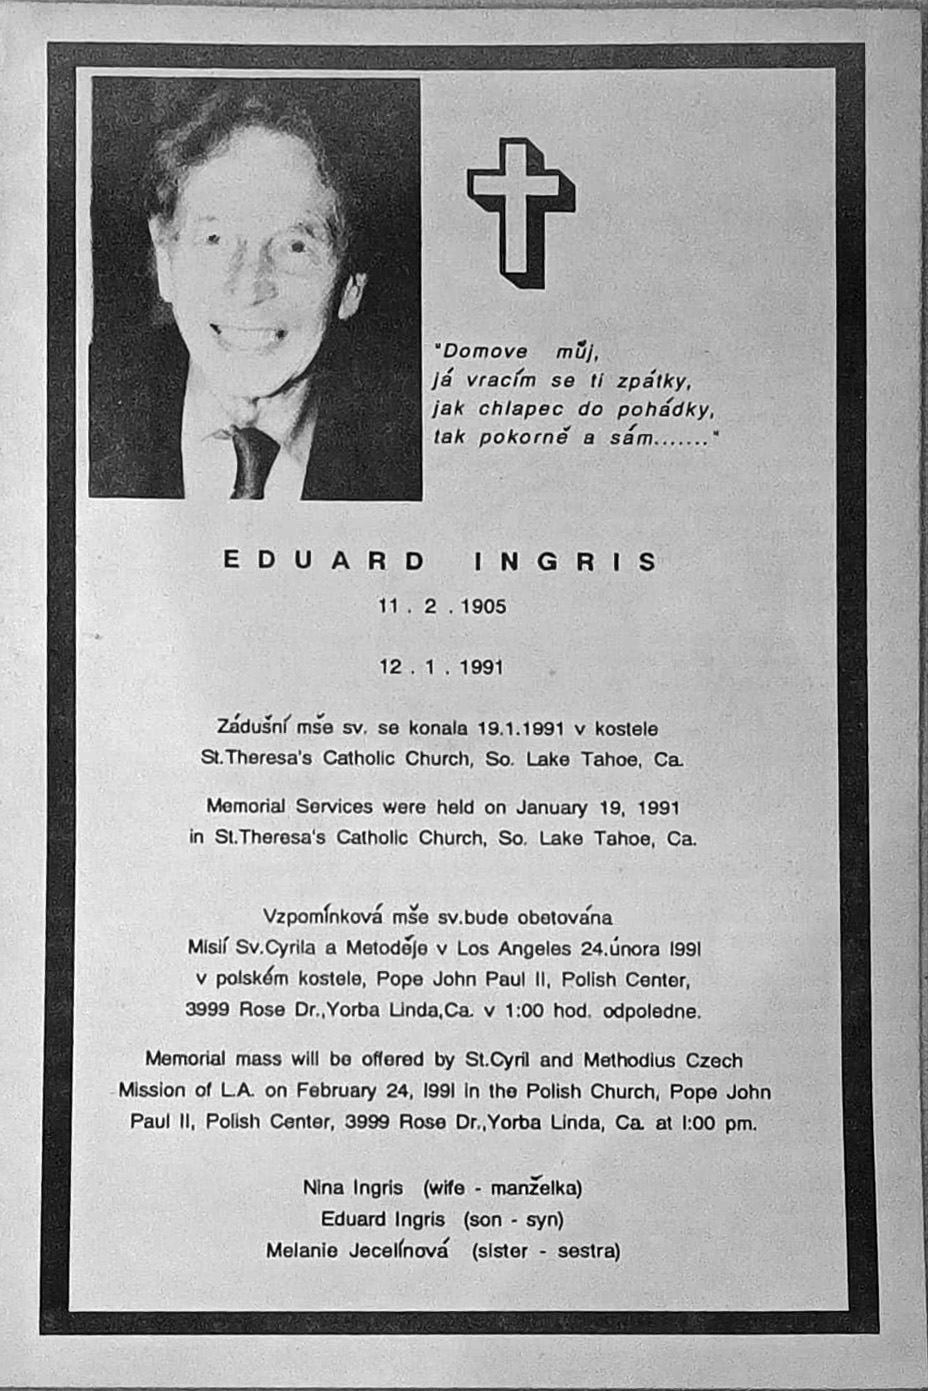 "Domove můj,
já vracím se ti zpátky,
jak chlapec do pohádky,
tak pokorně a sám......."
EDUARD INGRIS
11 . 2 . 1905
12 . 1 . 1991
Zádušní mše sv. se konala 19.1.1991 v kostele
St.Theresa's Catholic Church, So. Lake Tahoe, Ca.
Memorial Services were held on January 19, 1991
in St.Theresa's Catholic Church, So. Lake Tahoe, Ca.
Vzpomínková mše sv.bude obetována
Misií Sv.Cyrila a Metoděje v Los Angeles 24.února 1991
v polském kostele, Pope John Paul II, Polish Center,
3999 Rose Dr.,Yorba Linda,Ca. v 1:00 hod. odpoledne.
Memorial mass will be offered by St.Cyril and Methodius Czech
Mission of L.A. on February 24, 1991 in the Polish Church, Pope John
Paul II, Polish Center, 3999 Rose Dr.,Yorba Linda, Ca. at 1:00 pm.
Nina Ingris (wife - manželka)
Eduard Ingris (son - syn)
Melanie Jecelínová (sister - sestra)